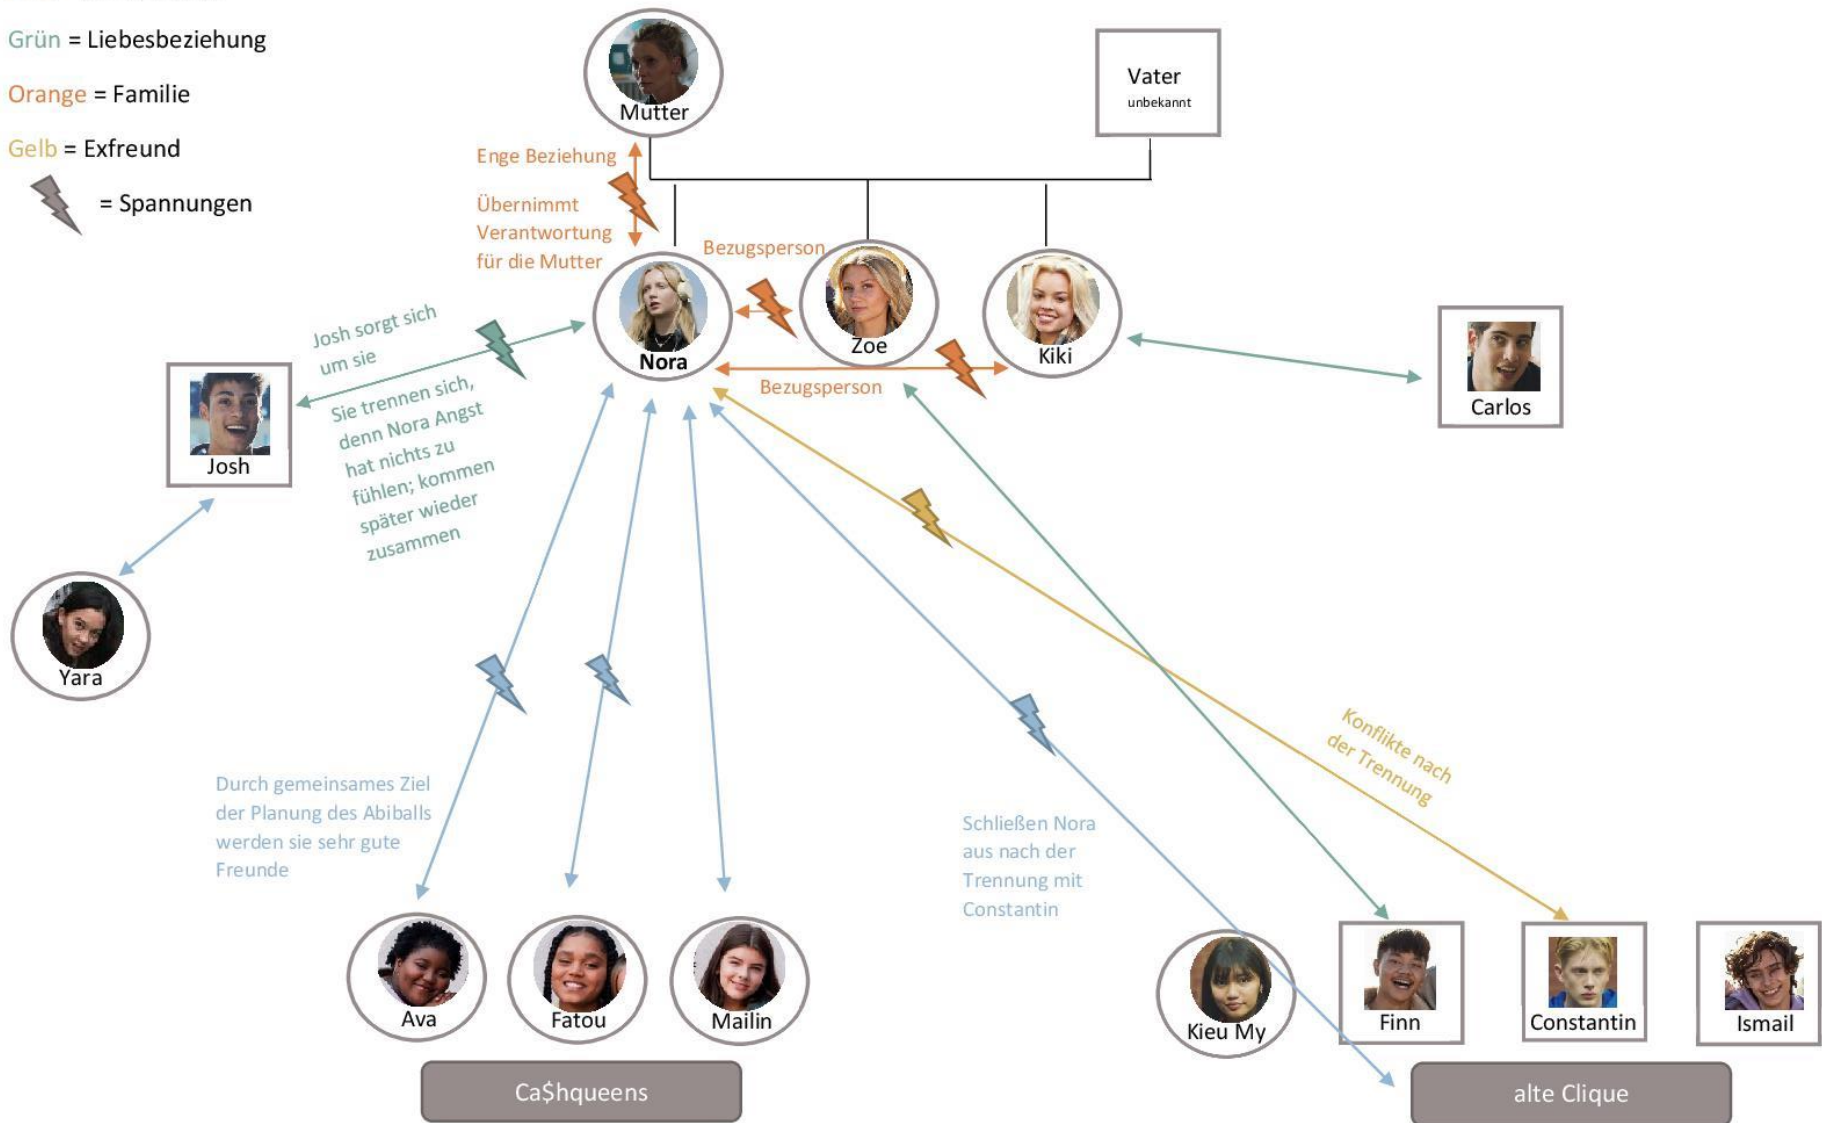 Grün = Liebesbeziehung
Orange = Familie
Gelb = Exfreund
= Spannungen
Mutter
Vater
unbekannt
Enge Beziehung
Übernimmt
Verantwortung
für die Mutter
Bezugsperson
Nora
Zoe
Kiki
Bezugsperson
Carlos
Josh sorgt sich
um sie
Josh
Sie trennen sich,
denn Nora Angst
hat nichts zu
fühlen; kommen
später wieder
zusammen
Yara
Durch gemeinsames Ziel
der Planung des Abiballs
werden sie sehr gute
Freunde
Schließen Nora
aus nach der
Trennung mit
Constantin
Konflikte nach
der Trennung
Ava
Fatou
Mailin
Kieu My
Finn
Constantin
Ismail
Ca$hqueens
alte Clique